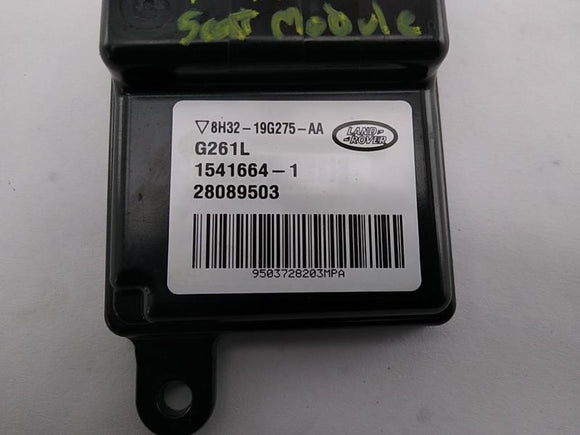 Seat Module
▽8H32-19G275-AA
LAND
ROVER
G261L
1541664-1
28089503
9503728203MPA